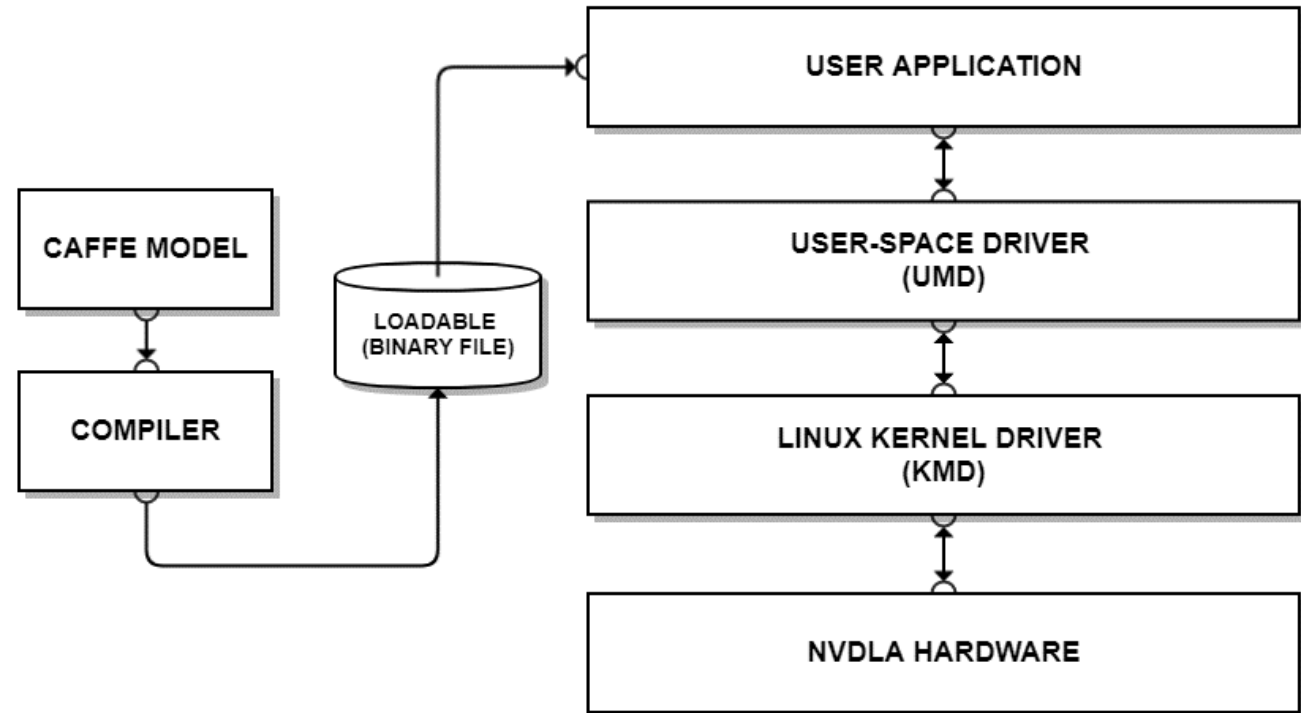 CAFFE MODEL
COMPILER
LOADABLE
(BINARY FILE)
USER APPLICATION
USER-SPACE DRIVER
(UMD)
LINUX KERNEL DRIVER
(KMD)
NVDLA HARDWARE